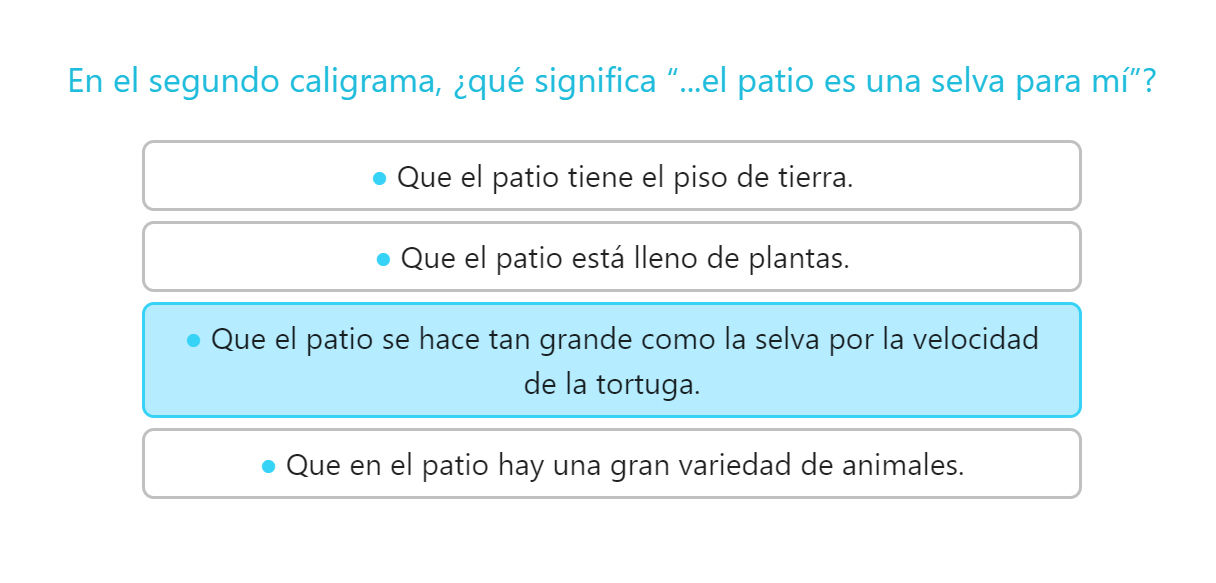 En el segundo caligrama, ¿qué significa “...el patio es una selva para mí”?
● Que el patio tiene el piso de tierra.
● Que el patio está lleno de plantas.
● Que el patio se hace tan grande como la selva por la velocidad
de la tortuga.
● Que en el patio hay una gran variedad de animales.